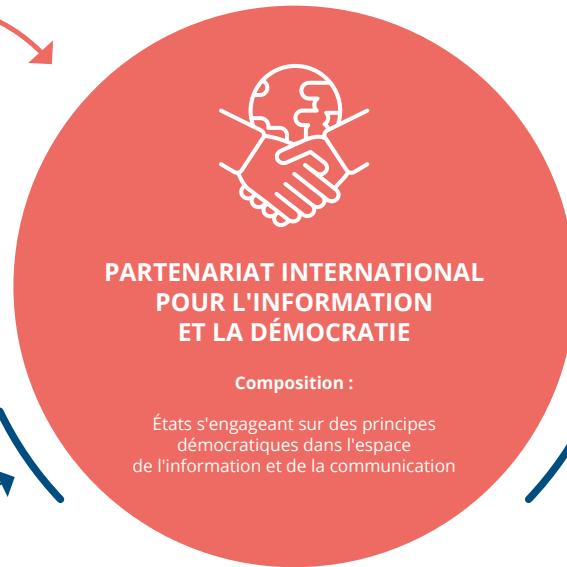 PARTENARIAT INTERNATIONAL
POUR L'INFORMATION
ET LA DÉMOCRATIE
Composition :
États s'engageant sur des principes
démocratiques dans l'espace
de l'information et de la communication